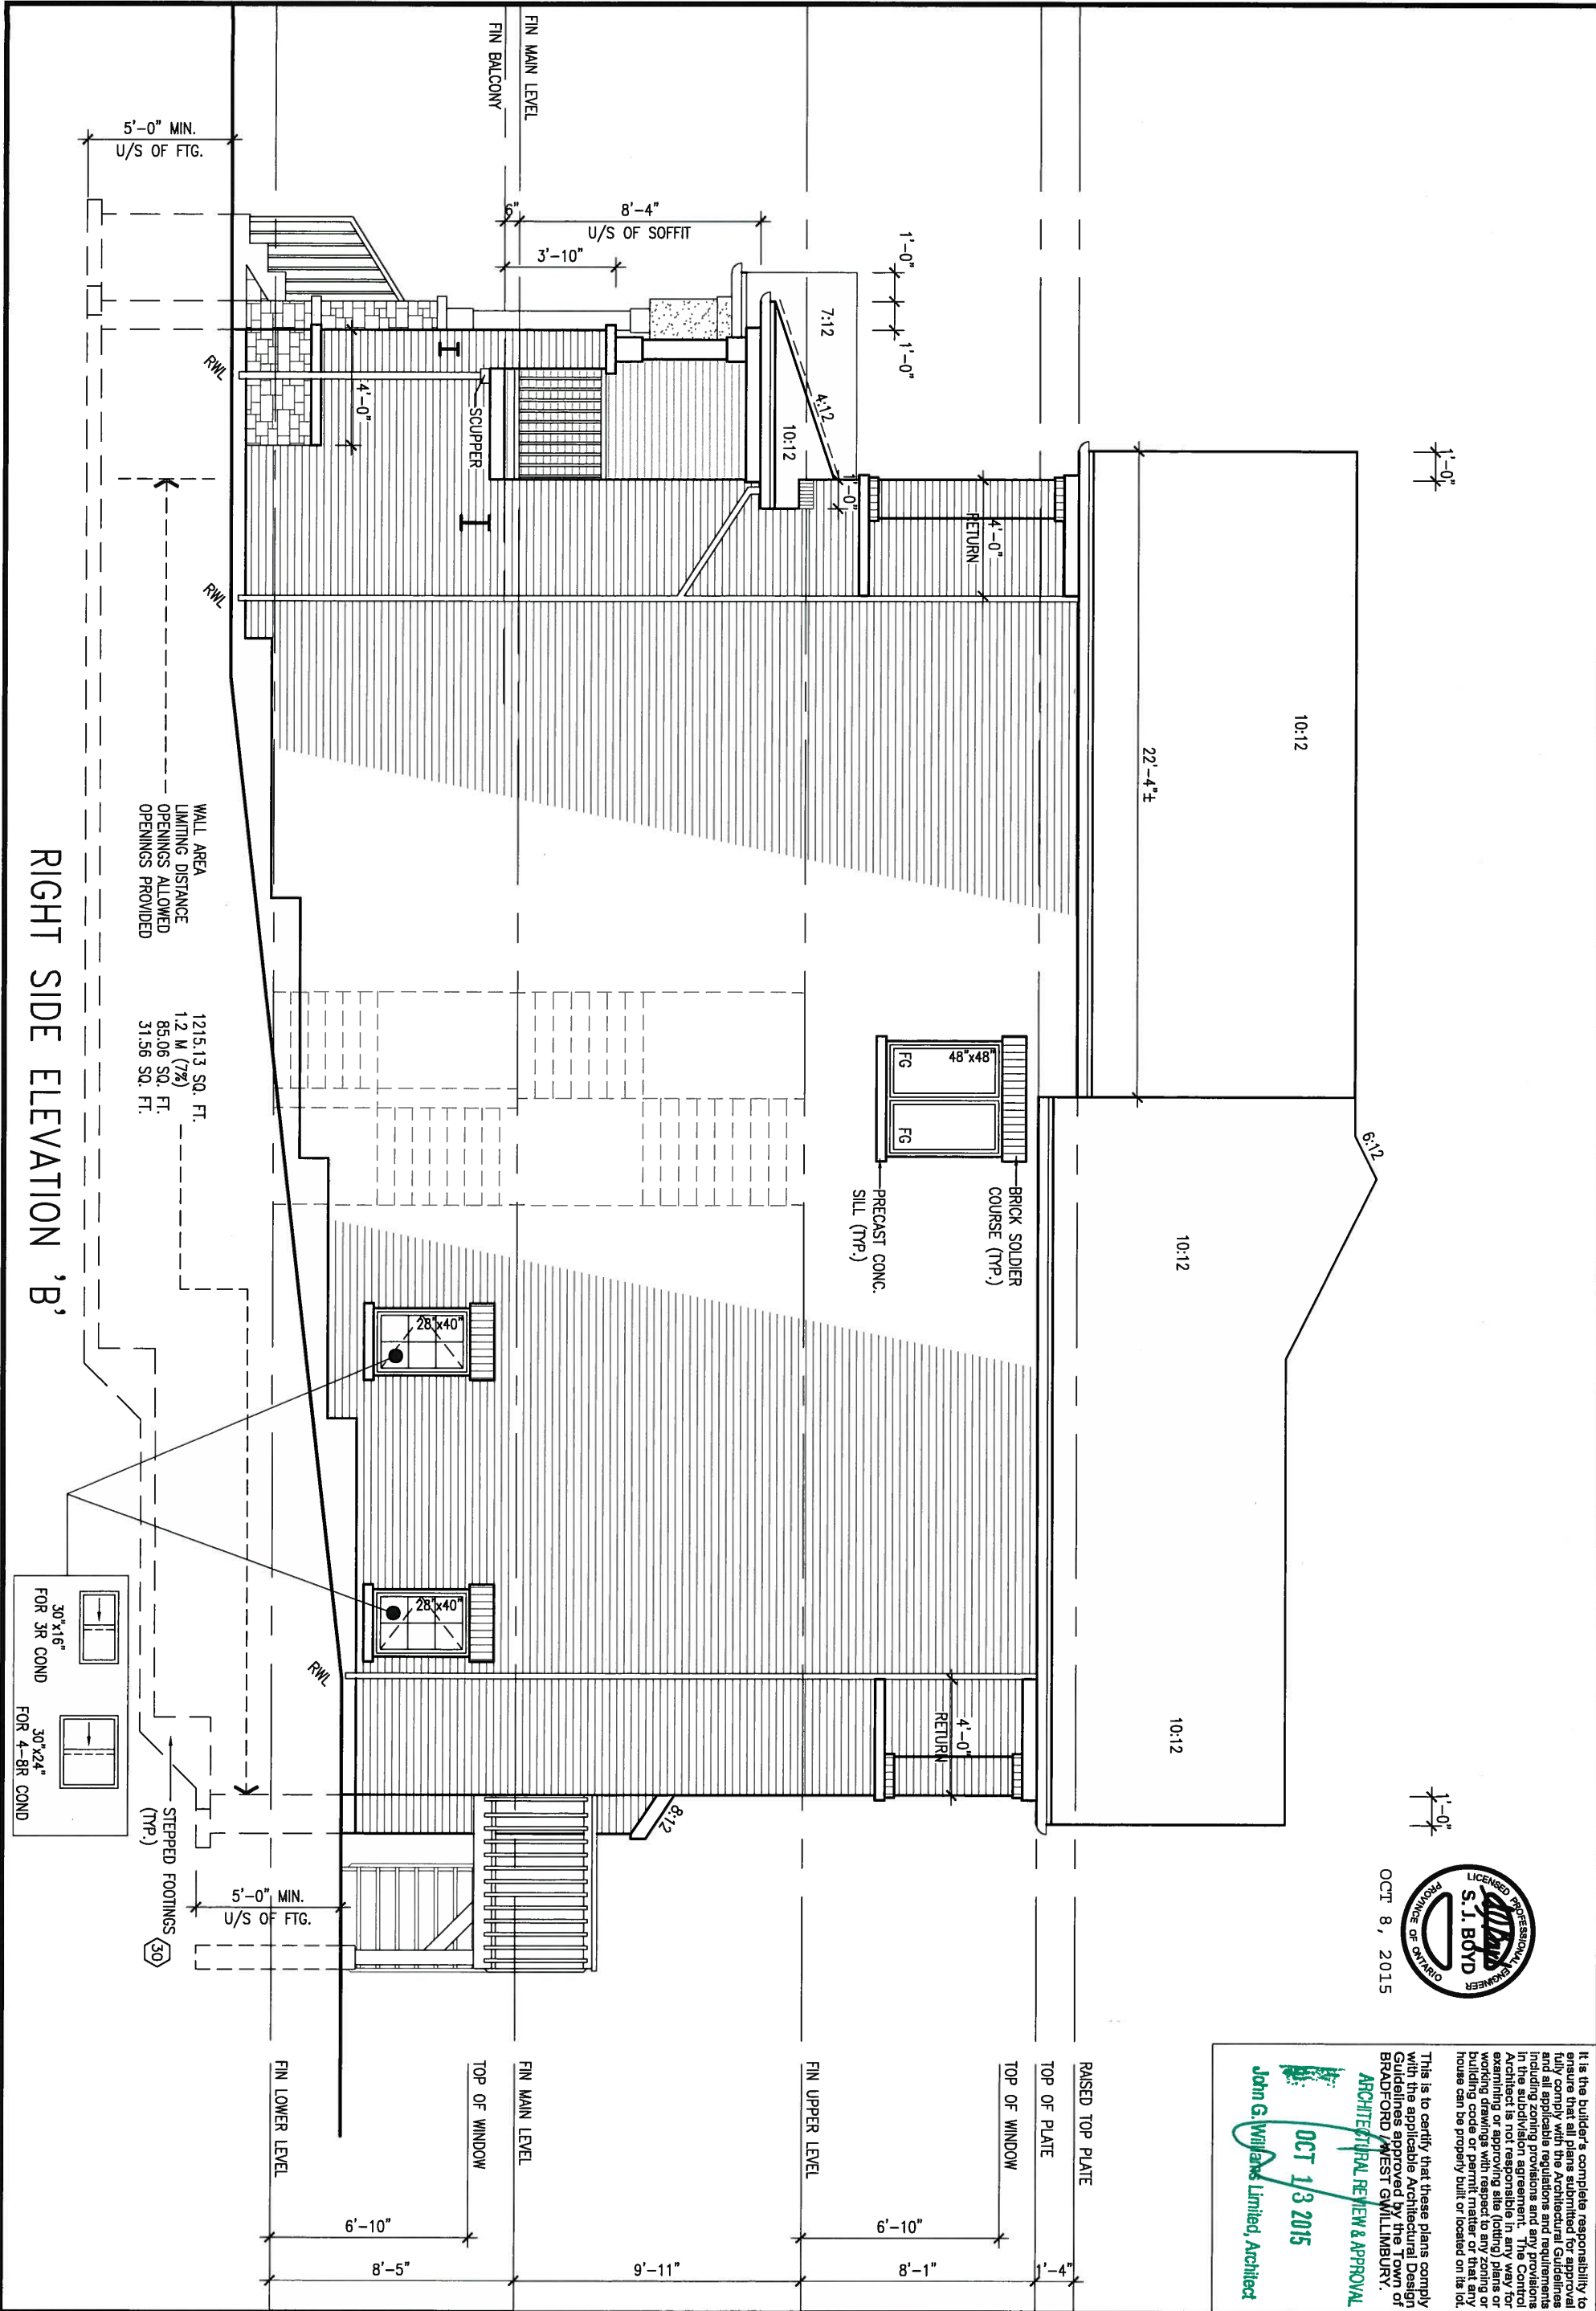 It is the builder's complete responsibility to
ensure that all plans submitted for approval
fully comply with the Architectural Guidelines
and all applicable regulations and requirements
including zoning provisions and any provisions
in the subdivision agreement. The Control
Architect is not responsible in any way for
examining or approving site (lotting) plans or
working drawings with respect to any zoning or
building code or permit matter or that any
house can be properly built or located on its lot.
This is to certify that these plans comply
with the applicable Architectural Design
Guidelines approved by the Town of
BRADFORD / WEST GWILLIMBURY.
ARCHITECTURAL REVIEW & APPROVAL
OCT 13 2015
John G. Williams Limited, Architect
LICENSED PROFESSIONAL ENGINEER
S. J. BOYD
PROVINCE OF ONTARIO
OCT 8, 2015
1'-0"
1'-0"
10:12
22'-4"±
6:12
10:12
10:12
RAISED TOP PLATE
TOP OF PLATE
TOP OF WINDOW
FIN UPPER LEVEL
FIN MAIN LEVEL
TOP OF WINDOW
FIN LOWER LEVEL
1'-4"
8'-1"
6'-10"
9'-11"
8'-5"
6'-10"
FIN MAIN LEVEL
FIN BALCONY
1'-0"
1'-0"
7:12
4:12
10:12
1'-0"
4'-0"
RETURN
8'-4"
U/S OF SOFFIT
6"
3'-10"
SCUPPER
4'-0"
RWL
RWL
5'-0" MIN.
U/S OF FTG.
48"x48"
FG
FG
BRICK SOLDIER
COURSE (TYP.)
PRECAST CONC.
SILL (TYP.)
28"x40"
28"x40"
RWL
4'-0"
RETURN
8:12
5'-0" MIN.
U/S OF FTG.
STEPPED FOOTINGS
(TYP.)
30
WALL AREA 1215.13 SQ. FT.
LIMITING DISTANCE 1.2 M (7%)
OPENINGS ALLOWED 85.06 SQ. FT.
OPENINGS PROVIDED 31.56 SQ. FT.
30"x16"
FOR 3R COND
30"x24"
FOR 4-8R COND
RIGHT SIDE ELEVATION 'B'